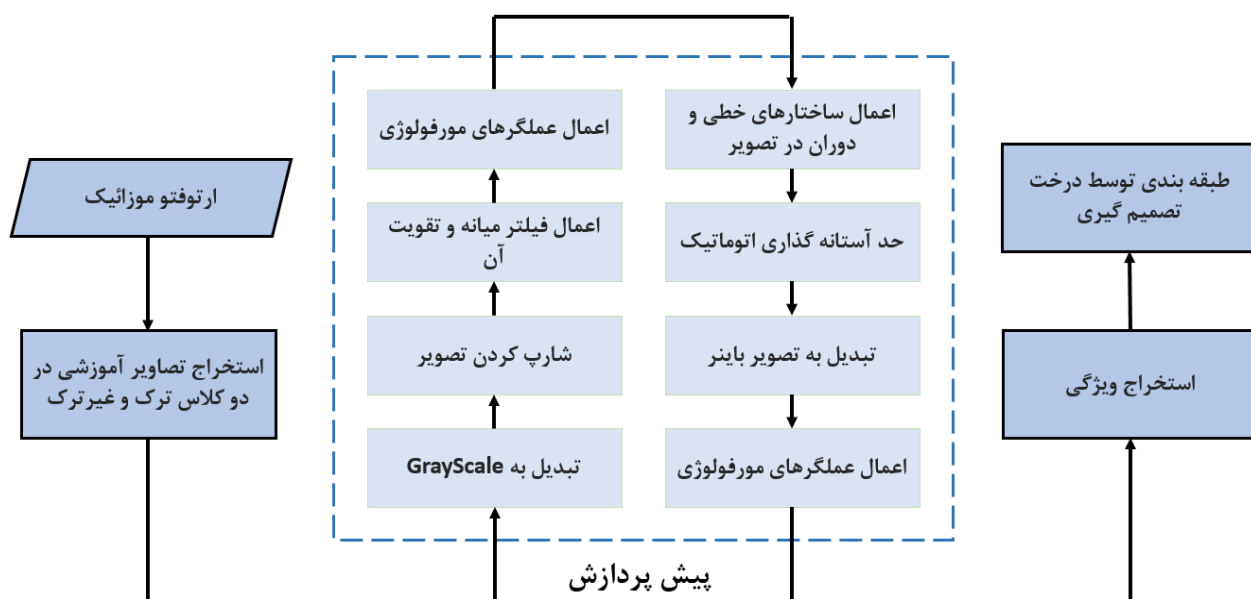 ارتوفتو موزائیک
استخراج تصاویر آموزشی در
دو کلاس ترک و غیرترک
تبدیل به GrayScale
شارپ کردن تصویر
اعمال فیلتر میانه و تقویت
آن
اعمال عملگرهای مورفولوژی
اعمال ساختارهای خطی و
دوران در تصویر
حد آستانه گذاری اتوماتیک
تبدیل به تصویر باینر
اعمال عملگرهای مورفولوژی
پیش پردازش
استخراج ویژگی
طبقه بندی توسط درخت
تصمیم گیری